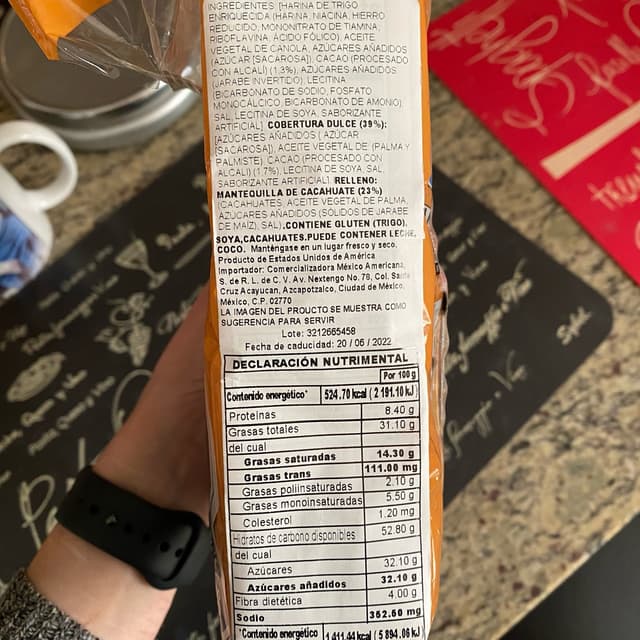 INGREDIENTES: [HARINA DE TRIGO
ENRIQUECIDA (HARINA, NIACINA, HIERRO
REDUCIDO, MONONITRATO DE TIAMINA,
RIBOFLAVINA, ÁCIDO FÓLICO), ACEITE
VEGETAL DE CANOLA, AZÚCARES AÑADIDOS
(AZÚCAR [SACAROSA]), CACAO (PROCESADO
CON ALCALI) (1,3%), AZÚCARES AÑADIDOS
(JARABE INVERTIDO), LECITINA
(BICARBONATO DE SODIO, FOSFATO
MONOCÁLCICO, BICARBONATO DE AMONIO)
SAL, LECITINA DE SOYA, SABORIZANTE
ARTIFICIAL] COBERTURA DULCE (39%):
[AZÚCARES AÑADIDOS ( AZÚCAR
[SACAROSA]), ACEITE VEGETAL DE (PALMA Y
PALMISTE), CACAO (PROCESADO CON
ALCALI) (1.7%), LECITINA DE SOYA, SAL,
SABORIZANTE ARTIFICIAL] RELLENO:
MANTEQUILLA DE CACAHUATE (23%)
(CACAHUATES, ACEITE VEGETAL DE PALMA,
AZÚCARES AÑADIDOS (SÓLIDOS DE JARABE
DE MAÍZ), SAL).CONTIENE GLUTEN (TRIGO),
SOYA,CACAHUATES.PUEDE CONTENER LECHE,
COCO. Manténgase en un lugar fresco y seco.
Producto de Estados Unidos de América
Importador: Comercializadora México Americana,
S. de R. L. de C. V. Av. Nextengo No. 78, Col. Santa
Cruz Acayucan, Azcapotzalco, Ciudad de México,
México, C.P. 02770
LA IMAGEN DEL PROUCTO SE MUESTRA COMO
SUGERENCIA PARA SERVIR
Lote: 3212665458
Fecha de caducidad: 20 / 06 / 2022
DECLARACIÓN NUTRIMENTAL
Por 100 g
Contenido energético* 524.70 kcal ( 2 191.10 kJ)
Proteínas 8.40 g
Grasas totales 31.10 g
del cual
Grasas saturadas 14.30 g
Grasas trans 111.00 mg
Grasas poliinsaturadas 2.10 g
Grasas monoinsaturadas 5.50 g
Colesterol 1.20 mg
Hidratos de carbono disponibles 52.80 g
del cual
Azúcares 32.10 g
Azúcares añadidos 32.10 g
Fibra dietética 4.00 g
Sodio 362.60 mg
*Contenido energético 1 411.44 kcal ( 5 894.06 kJ)